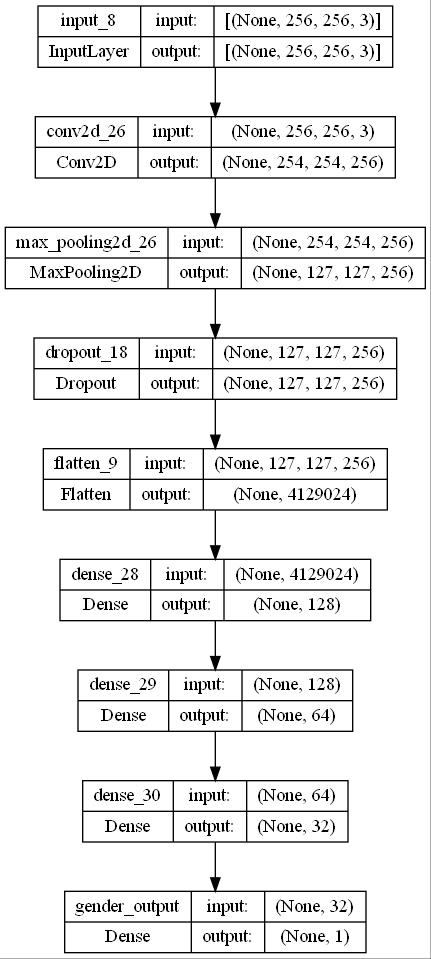 input_8 input: [(None, 256, 256, 3)]
InputLayer output: [(None, 256, 256, 3)]
conv2d_26 input: (None, 256, 256, 3)
Conv2D output: (None, 254, 254, 256)
max_pooling2d_26 input: (None, 254, 254, 256)
MaxPooling2D output: (None, 127, 127, 256)
dropout_18 input: (None, 127, 127, 256)
Dropout output: (None, 127, 127, 256)
flatten_9 input: (None, 127, 127, 256)
Flatten output: (None, 4129024)
dense_28 input: (None, 4129024)
Dense output: (None, 128)
dense_29 input: (None, 128)
Dense output: (None, 64)
dense_30 input: (None, 64)
Dense output: (None, 32)
gender_output input: (None, 32)
Dense output: (None, 1)